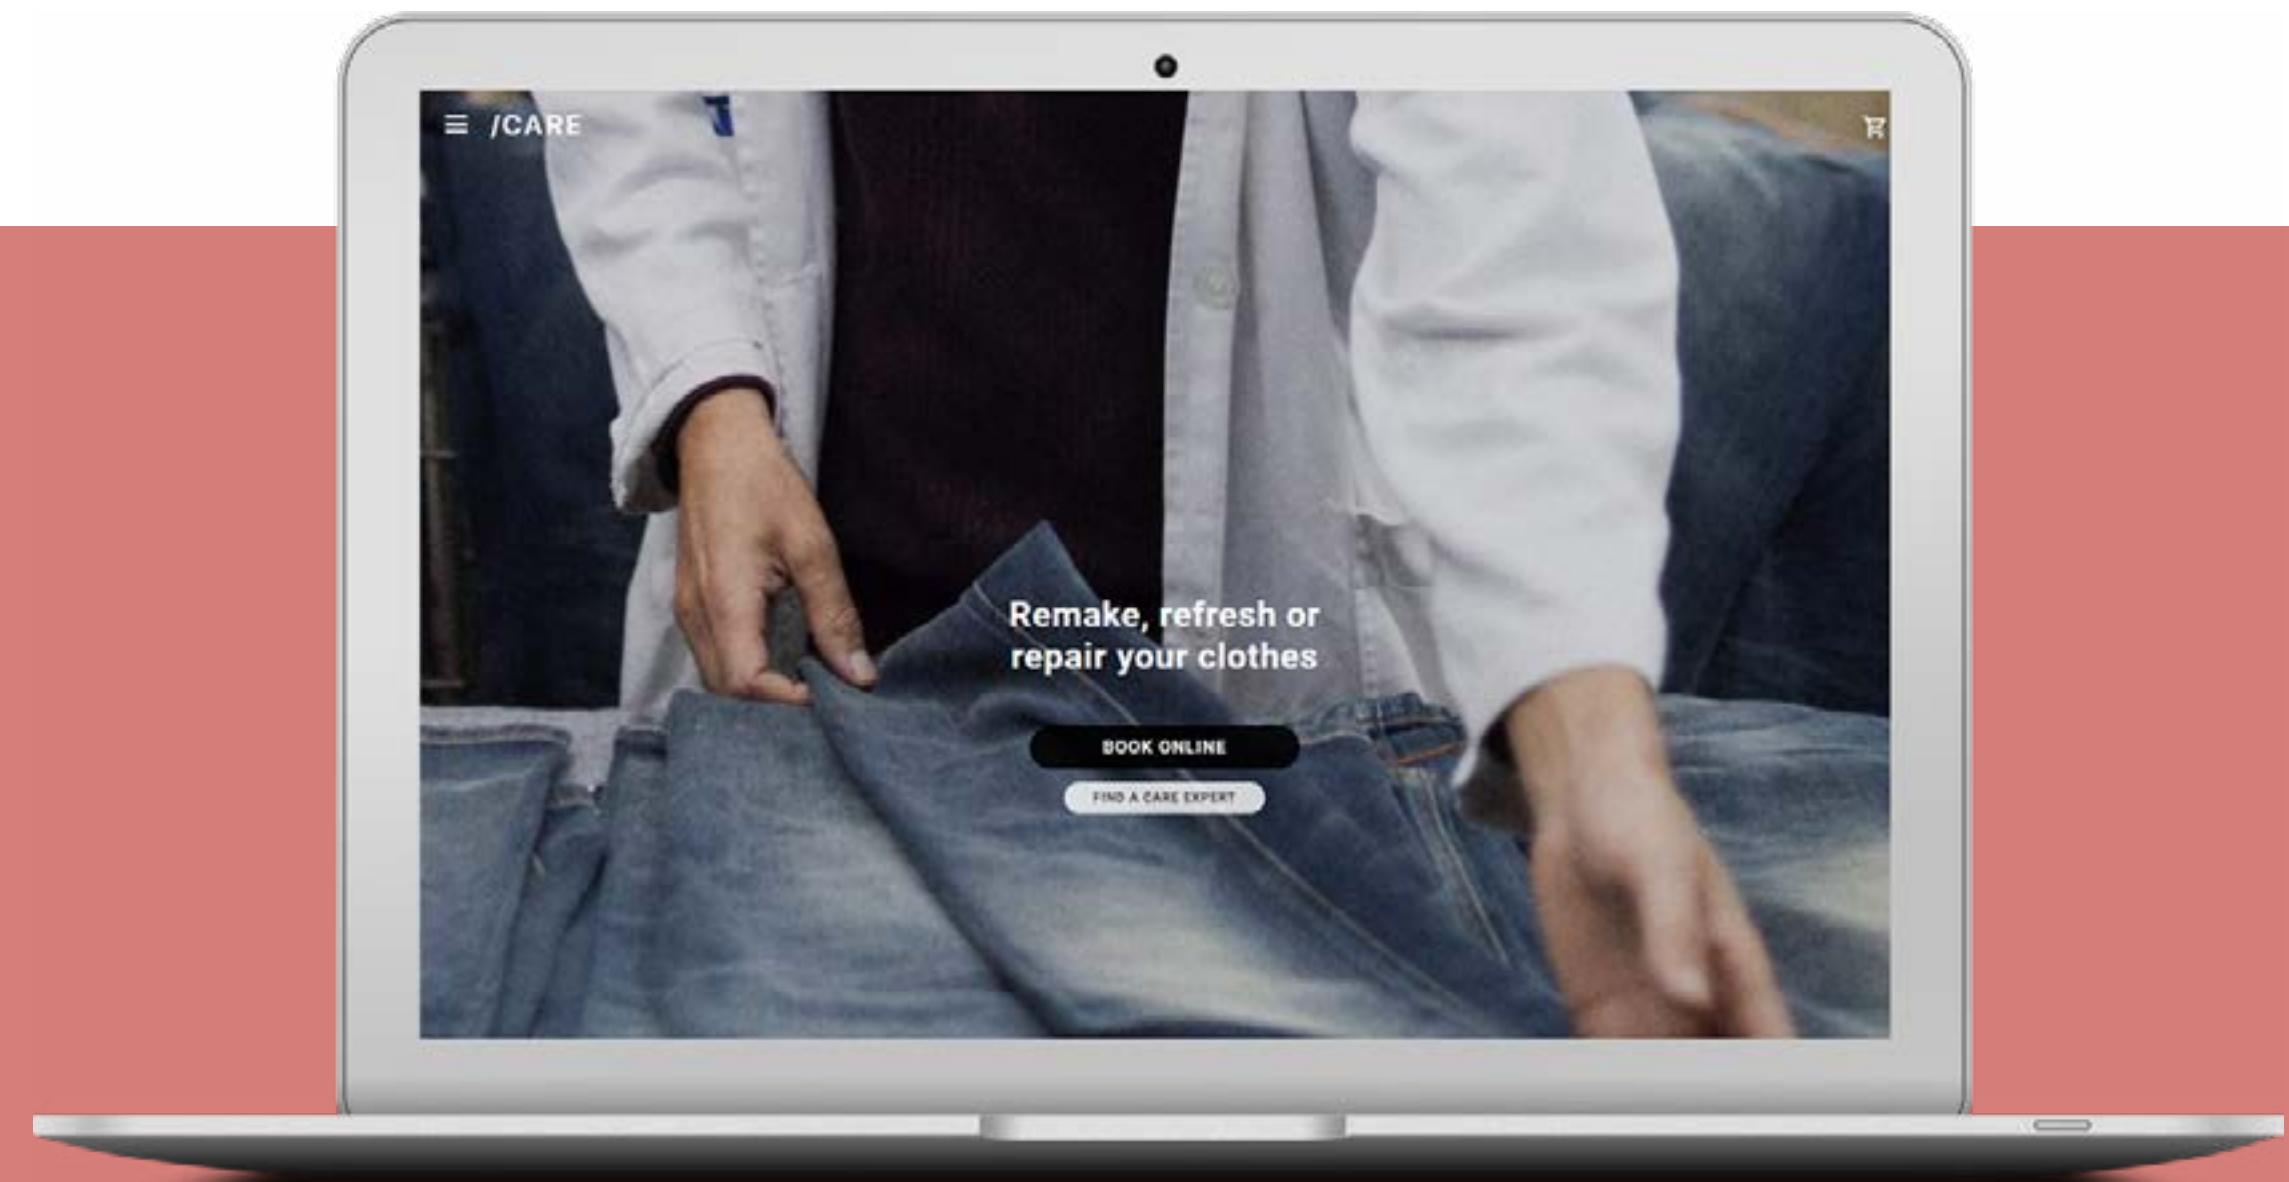 /CARE
Remake, refresh or
repair your clothes
BOOK ONLINE
FIND A CARE EXPERT